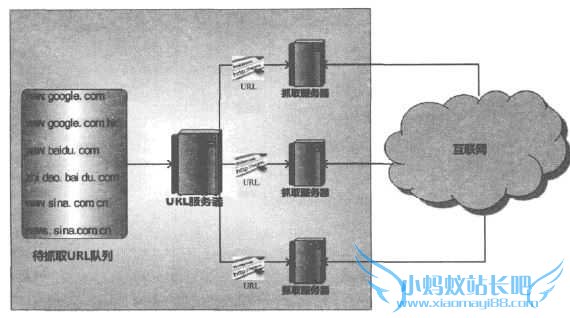 www.google.com
www.google.com.hk
www.baidu.com
zhidao.baidu.com
www.sina.com.cn
news.sina.com.cn
待抓取URL队列
URL服务器
URL
抓取服务器
URL
抓取服务器
URL
抓取服务器
互联网
小蚂蚁站长吧
www.xiaomayi88.com